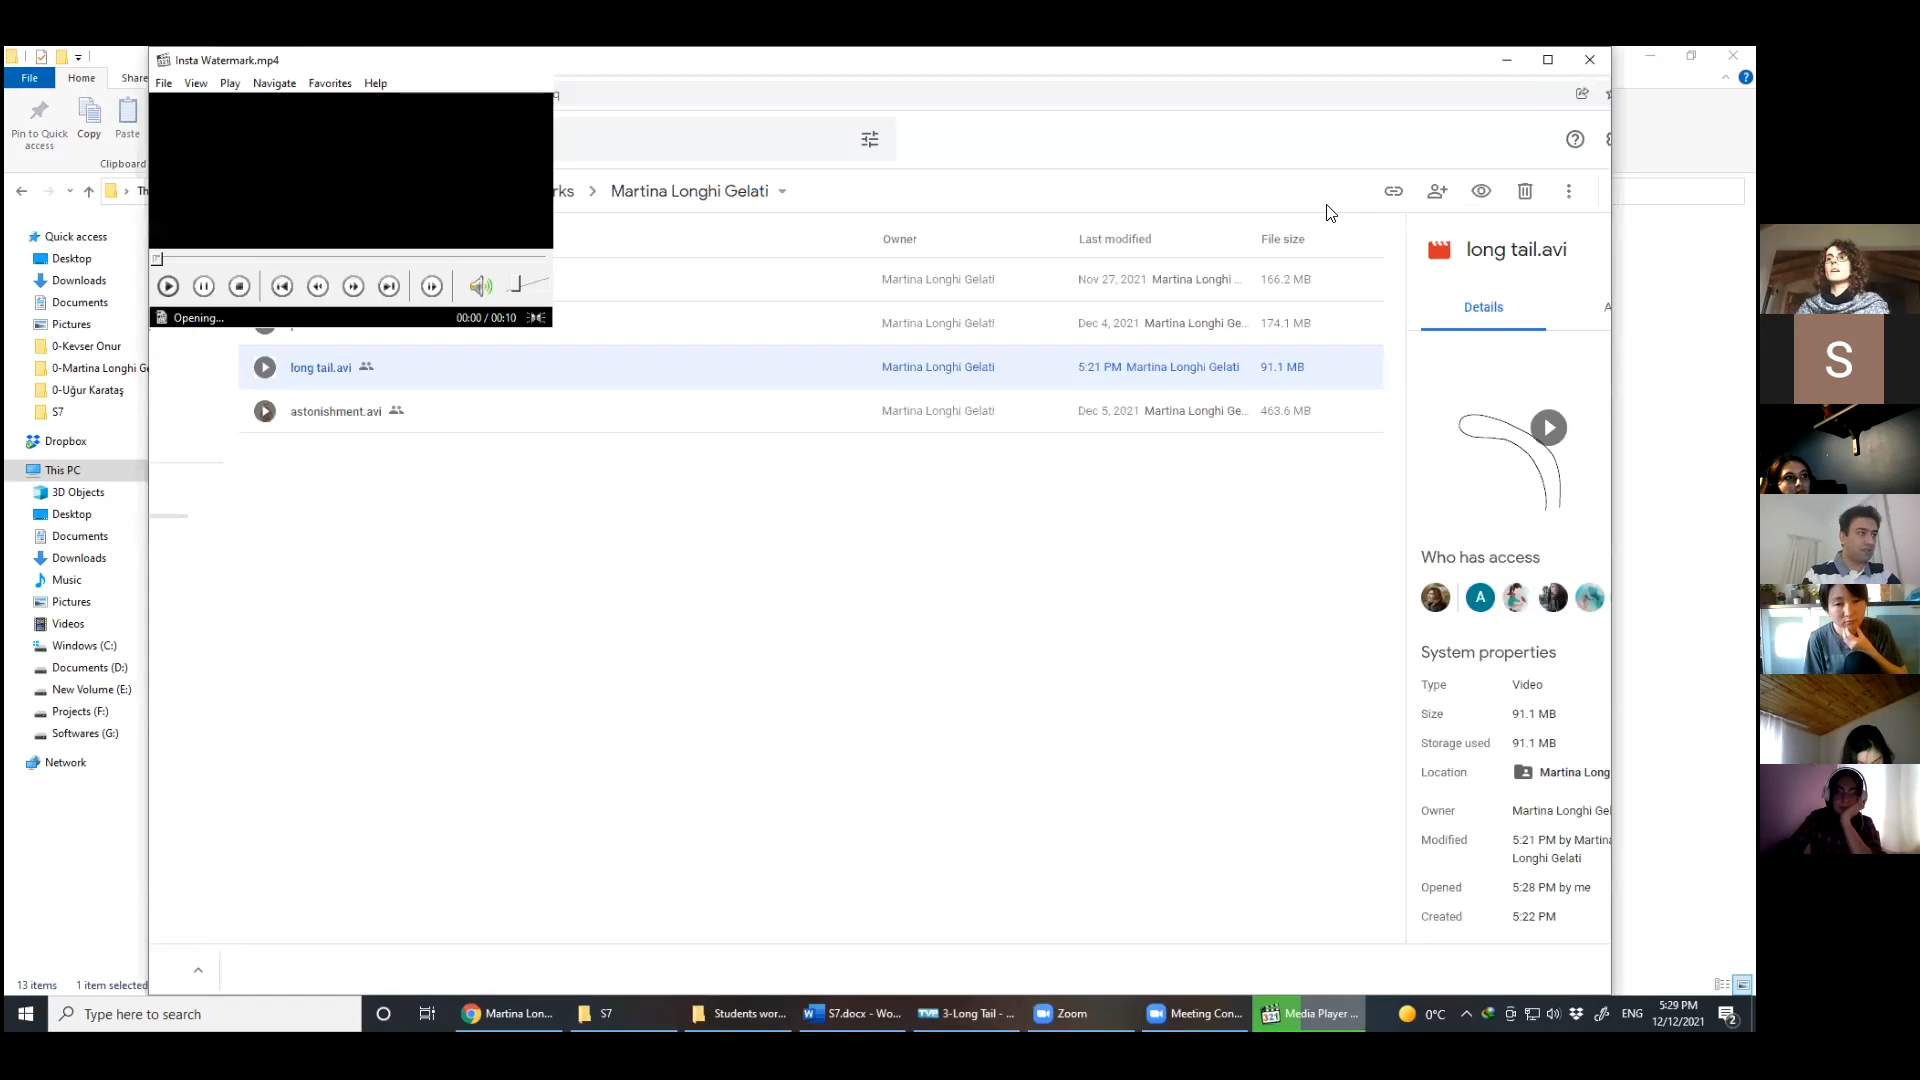 Insta Watermark.mp4
File View Play Navigate Favorites Help
File Home Share
Pin to Quick access
Copy
Paste
Clipboard
Martina Longhi Gelati
Quick access
Desktop
Downloads
Documents
Pictures
0-Kevser Onur
0-Martina Longhi Ge
0-Uğur Karataş
S7
Dropbox
This PC
3D Objects
Desktop
Documents
Downloads
Music
Pictures
Videos
Windows (C:)
Documents (D:)
New Volume (E:)
Projects (F:)
Softwares (G:)
Network
13 items 1 item selected
Opening...
00:00 / 00:10
Owner Last modified File size
Martina Longhi Gelati Nov 27, 2021 Martina Longhi ... 166.2 MB
Martina Longhi Gelati Dec 4, 2021 Martina Longhi Ge... 174.1 MB
long tail.avi Martina Longhi Gelati 5:21 PM Martina Longhi Gelati 91.1 MB
astonishment.avi Martina Longhi Gelati Dec 5, 2021 Martina Longhi Ge... 463.6 MB
long tail.avi
Details
Who has access
A
System properties
Type Video
Size 91.1 MB
Storage used 91.1 MB
Location Martina Long
Owner Martina Longhi Gel
Modified 5:21 PM by Martina
Longhi Gelati
Opened 5:28 PM by me
Created 5:22 PM
S
Type here to search
Martina Lon...
S7
Students wor...
S7.docx - Wo...
3-Long Tail - ...
Zoom
Meeting Con...
Media Player ...
0°C
ENG
5:29 PM
12/12/2021
2